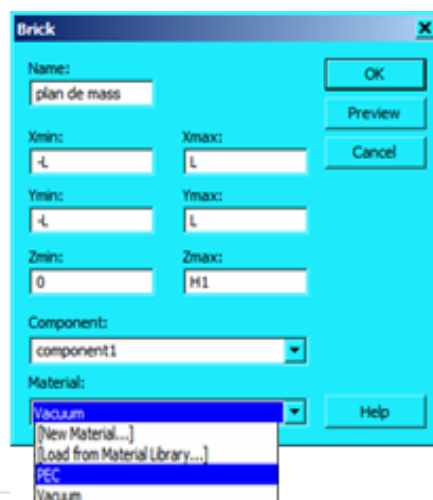 Brick
Name:
plan de mass
OK
Preview
Cancel
Xmin:
Xmax:
-L
L
Ymin:
Ymax:
-L
L
Zmin:
Zmax:
0
H1
Component:
component1
Material:
Vacuum
Help
[New Material...]
[Load from Material Library...]
PEC
Vacuum